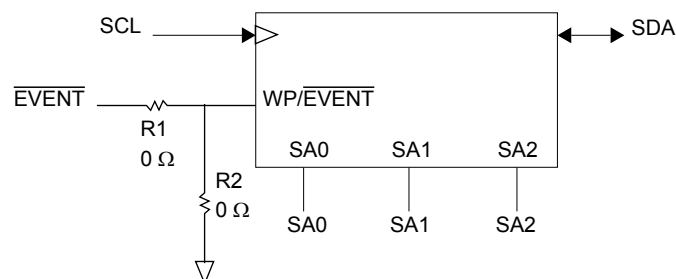 SCL
SDA
EVENT
WP/EVENT
R1
0 Ω
SA0 SA1 SA2
R2
0 Ω
SA0 SA1 SA2